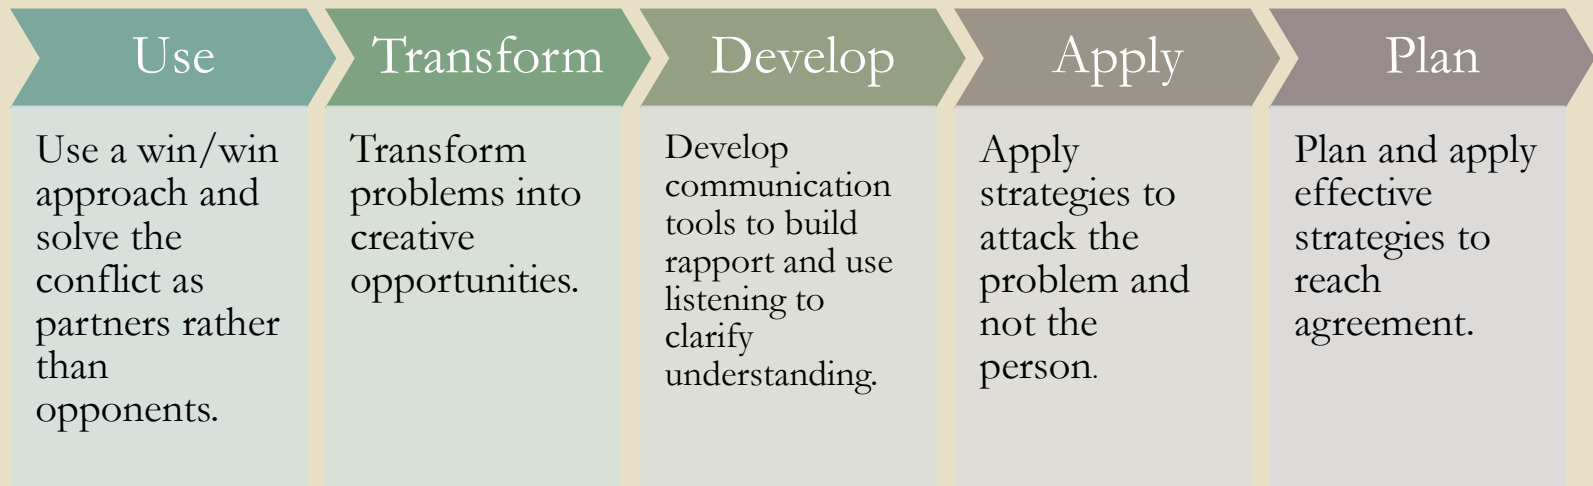 Use
Use a win/win
approach and
solve the
conflict as
partners rather
than
opponents.
Transform
Transform
problems into
creative
opportunities.
Develop
Develop
communication
tools to build
rapport and use
listening to
clarify
understanding.
Apply
Apply
strategies to
attack the
problem and
not the
person.
Plan
Plan and apply
effective
strategies to
reach
agreement.